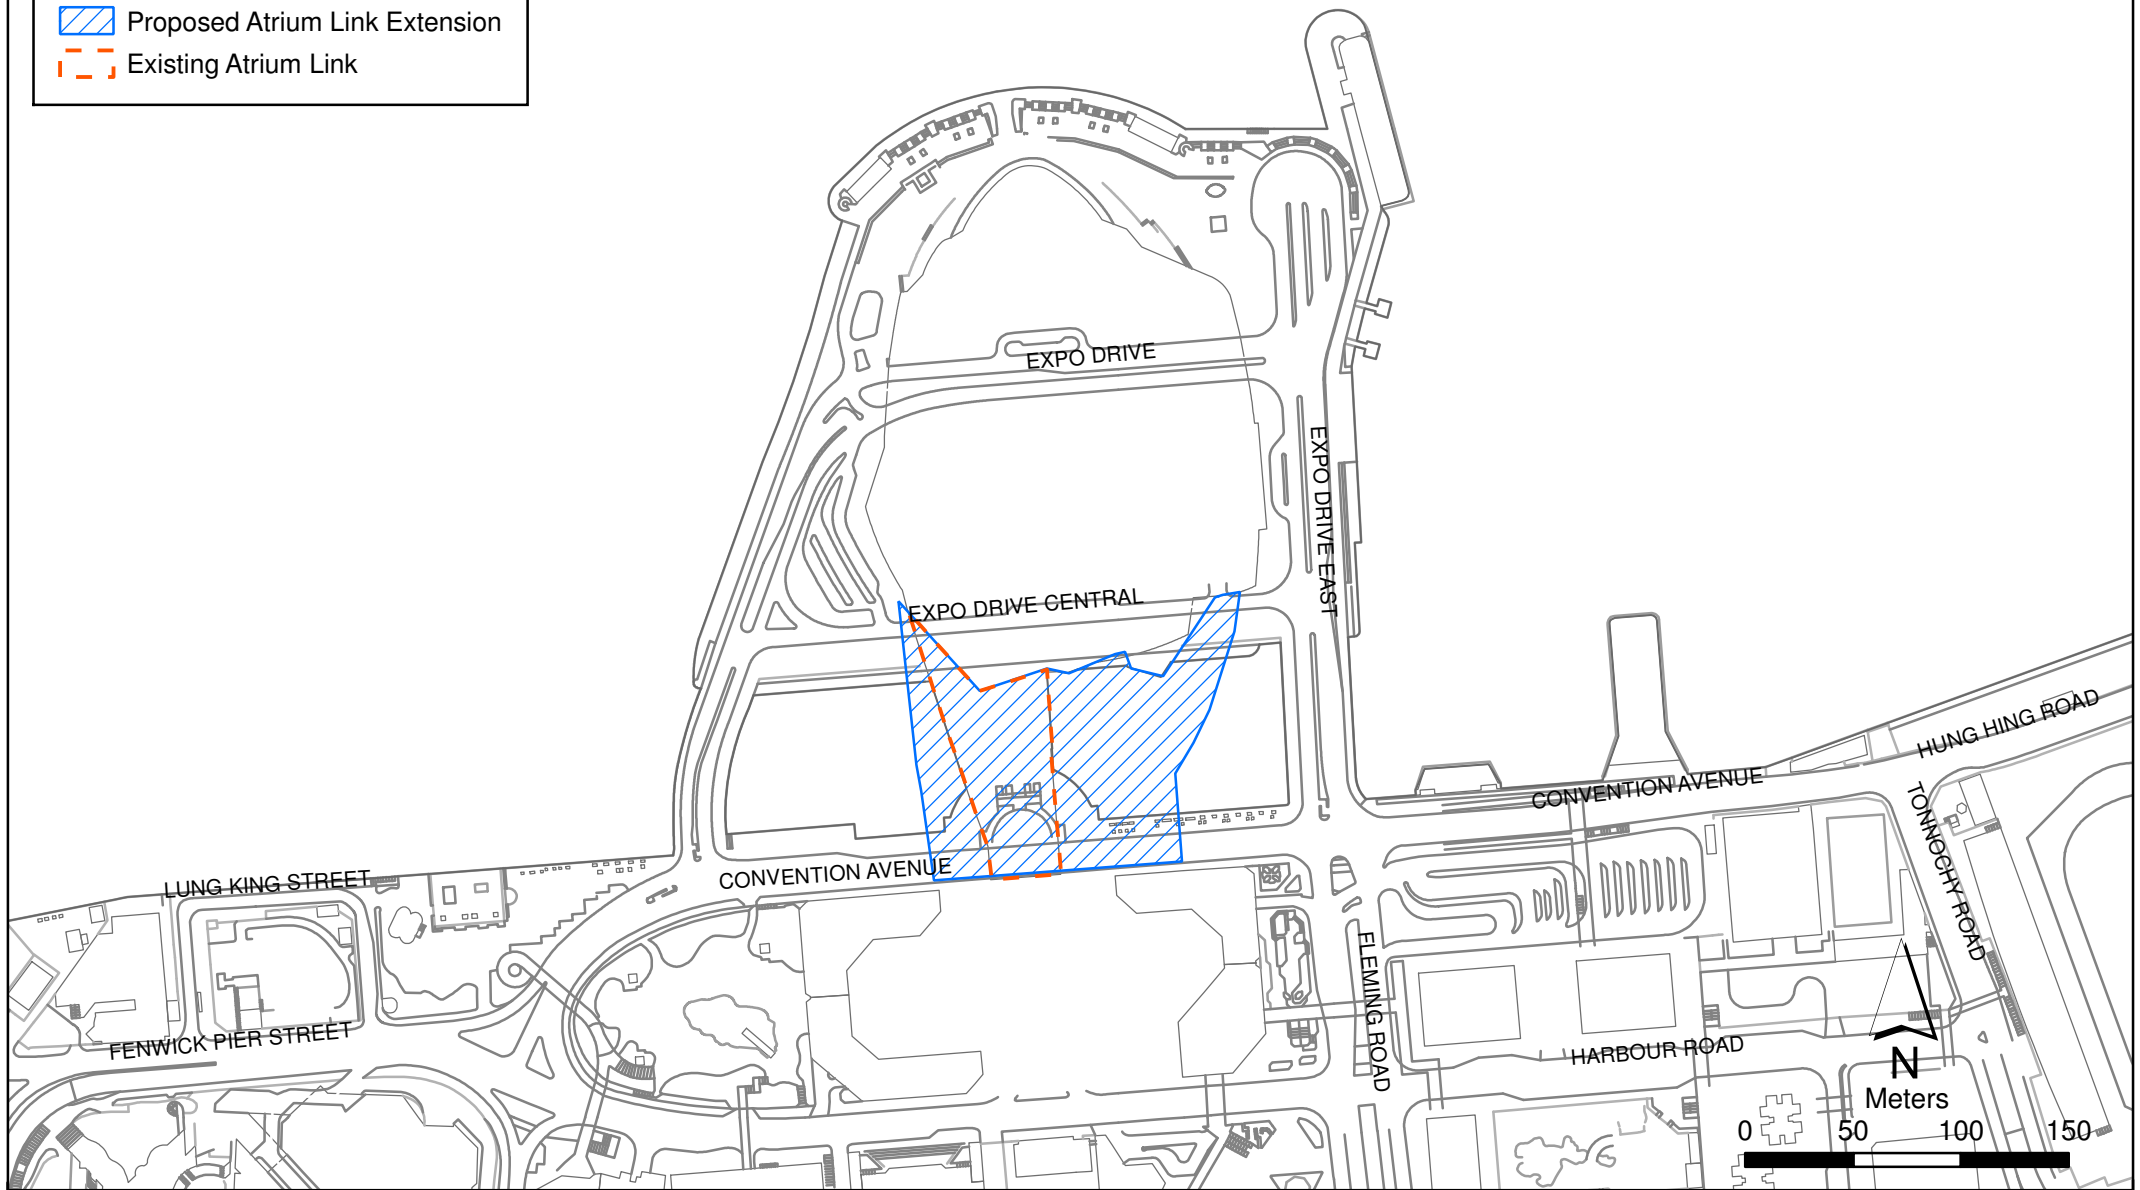 Proposed Atrium Link Extension
Existing Atrium Link
EXPO DRIVE
EXPO DRIVE EAST
EXPO DRIVE CENTRAL
HUNG HING ROAD
CONVENTION AVENUE
TONNOCHY ROAD
CONVENTION AVENUE
LUNG KING STREET
FLEMING ROAD
FENWICK PIER STREET
HARBOUR ROAD
N
Meters
0 50 100 150